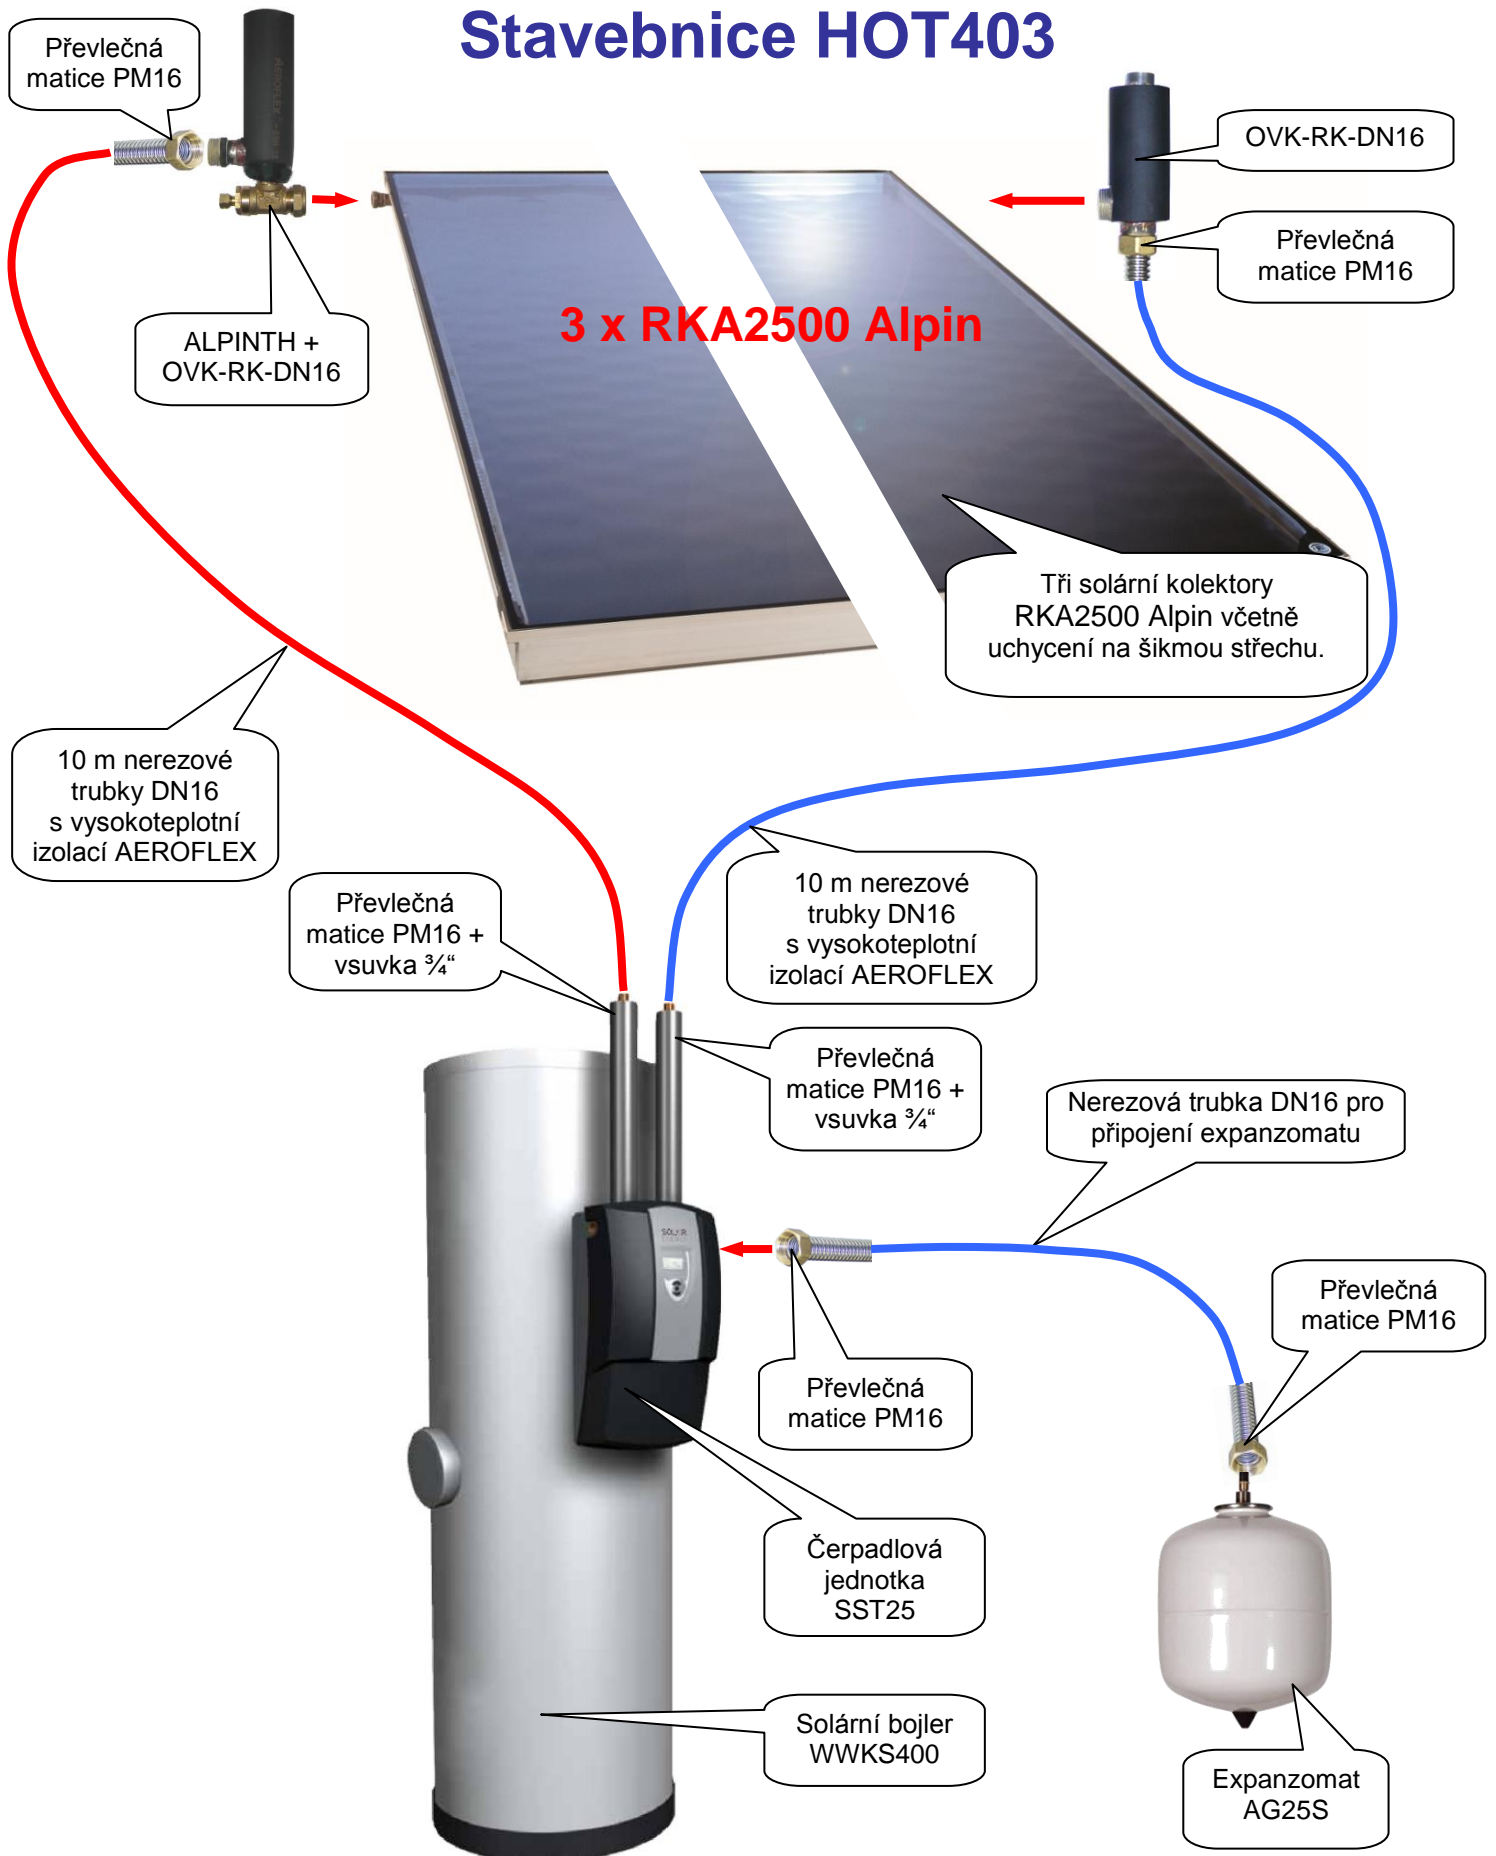 Stavebnice HOT403
Převlečná
matice PM16
AEROFLEX
OVK-RK-DN16
Převlečná
matice PM16
ALPINTH +
OVK-RK-DN16
3 x RKA2500 Alpin
Tři solární kolektory
RKA2500 Alpin včetně
uchycení na šikmou střechu.
10 m nerezové
trubky DN16
s vysokoteplotní
izolací AEROFLEX
10 m nerezové
trubky DN16
s vysokoteplotní
izolací AEROFLEX
Převlečná
matice PM16 +
vsuvka ¾“
Převlečná
matice PM16 +
vsuvka ¾“
Nerezová trubka DN16 pro
připojení expanzomatu
SOLAR
Převlečná
matice PM16
Převlečná
matice PM16
Čerpadlová
jednotka
SST25
Solární bojler
WWKS400
Expanzomat
AG25S